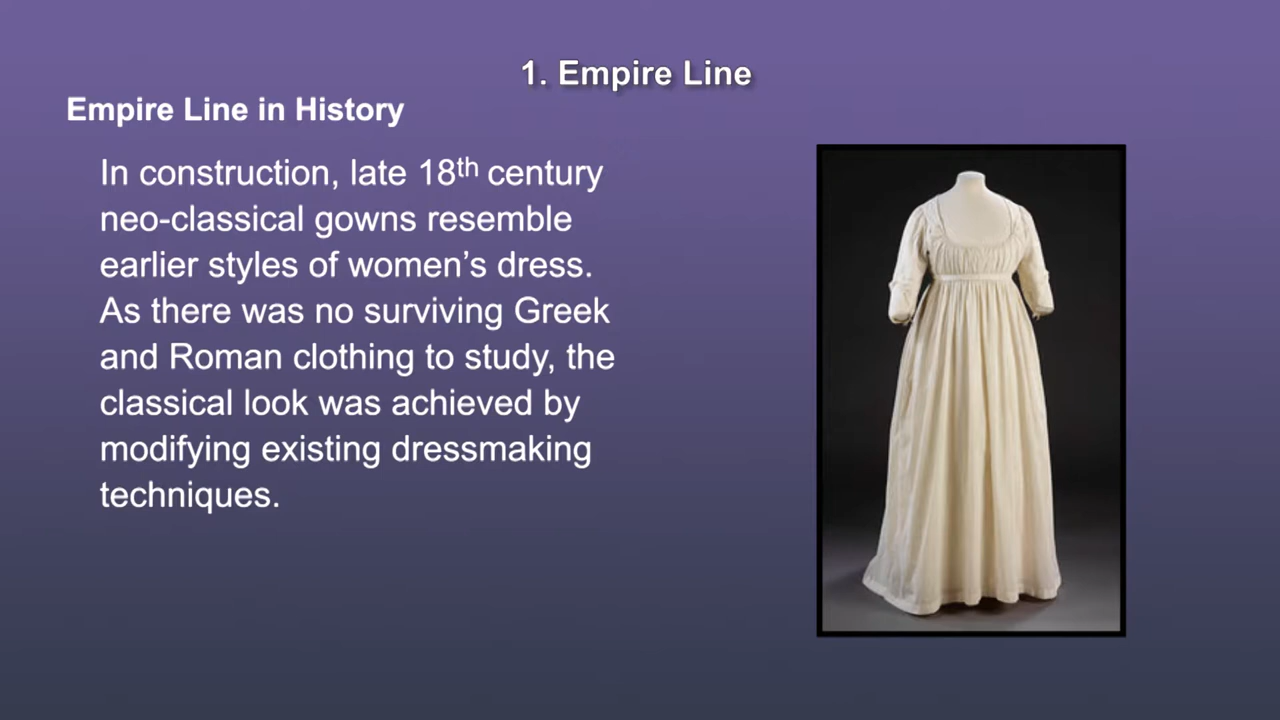 1. Empire Line
Empire Line in History
In construction, late 18th century
neo-classical gowns resemble
earlier styles of women’s dress.
As there was no surviving Greek
and Roman clothing to study, the
classical look was achieved by
modifying existing dressmaking
techniques.